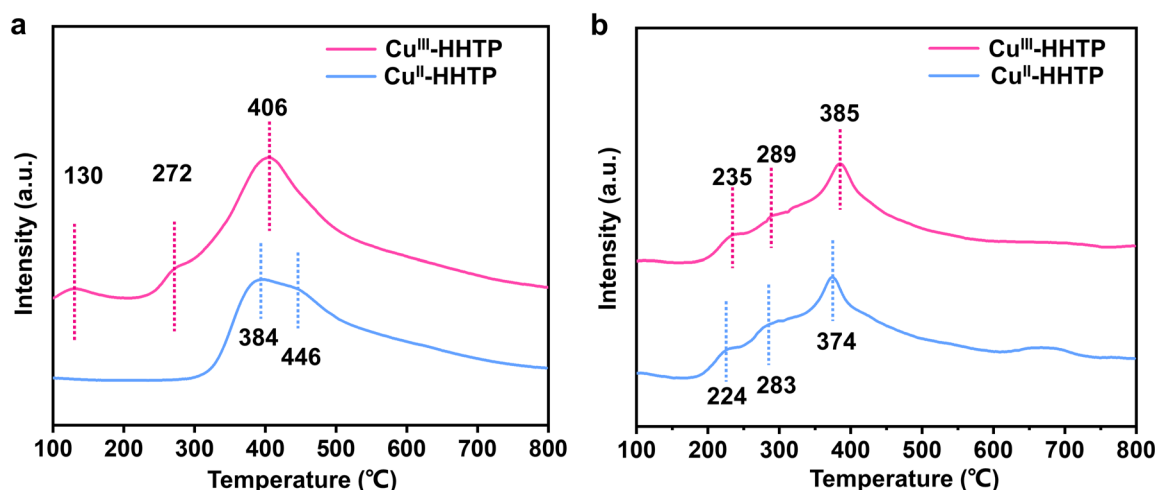 a
Cu^III-HHTP
Cu^II-HHTP
406
130
272
384
446
Intensity (a.u.)
100 200 300 400 500 600 700 800
Temperature (℃)
b
Cu^III-HHTP
Cu^II-HHTP
385
289
235
374
283
224
Intensity (a.u.)
100 200 300 400 500 600 700 800
Temperature (℃)